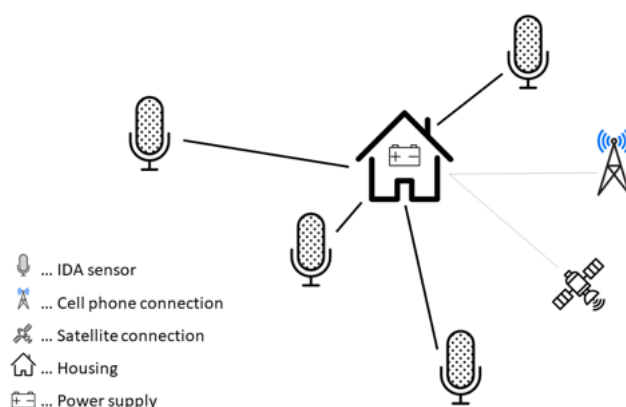 ... IDA sensor
... Cell phone connection
... Satellite connection
... Housing
... Power supply